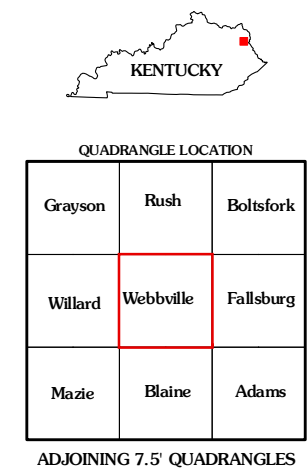 KENTUCKY
QUADRANGLE LOCATION
Grayson Rush Boltsfork
Willard Webbville Fallsburg
Mazie Blaine Adams
ADJOINING 7.5' QUADRANGLES